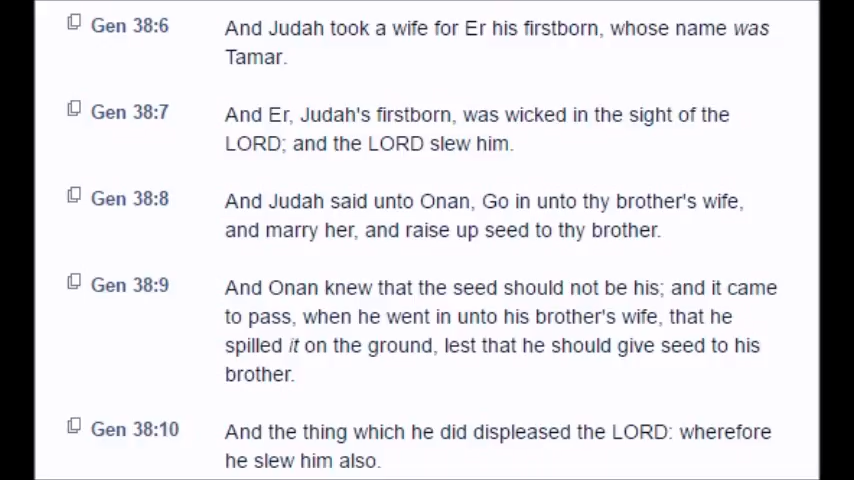 Gen 38:6 And Judah took a wife for Er his firstborn, whose name was
Tamar.
Gen 38:7 And Er, Judah's firstborn, was wicked in the sight of the
LORD; and the LORD slew him.
Gen 38:8 And Judah said unto Onan, Go in unto thy brother's wife,
and marry her, and raise up seed to thy brother.
Gen 38:9 And Onan knew that the seed should not be his; and it came
to pass, when he went in unto his brother's wife, that he
spilled it on the ground, lest that he should give seed to his
brother.
Gen 38:10 And the thing which he did displeased the LORD: wherefore
he slew him also.